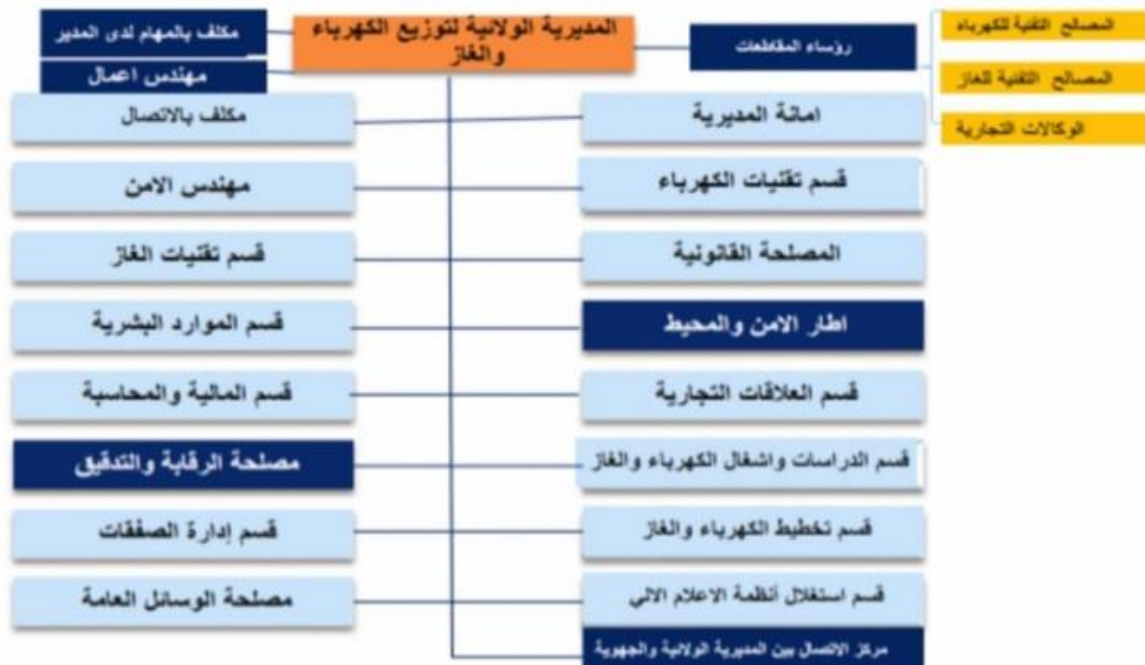 المديرية الولائية لتوزيع الكهرباء
والغاز
رؤساء المقاطعات
المصالح التقنية للكهرباء
المصالح التقنية للغاز
الوكالات التجارية
مكلف بالمهام لدى المدير
مهندس اعمال
امانة المديرية
مكلف بالاتصال
قسم تقنيات الكهرباء
مهندس الامن
المصلحة القانونية
قسم تقنيات الغاز
اطار الامن والمحيط
قسم الموارد البشرية
قسم العلاقات التجارية
قسم المالية والمحاسبة
قسم الدراسات واشغال الكهرباء والغاز
مصلحة الرقابة والتدقيق
قسم تخطيط الكهرباء والغاز
قسم إدارة الصفقات
قسم استغلال أنظمة الاعلام الالي
مصلحة الوسائل العامة
مركز الاتصال بين المديرية الولائية والجهوية